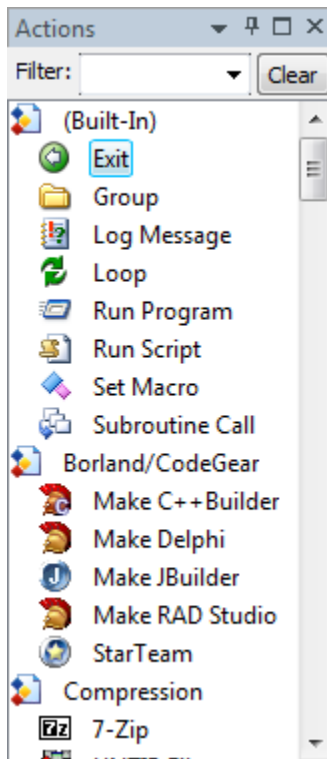 Actions
Filter: Clear
(Built-In)
Exit
Group
Log Message
Loop
Run Program
Run Script
Set Macro
Subroutine Call
Borland/CodeGear
Make C++Builder
Make Delphi
Make JBuilder
Make RAD Studio
StarTeam
Compression
7z 7-Zip